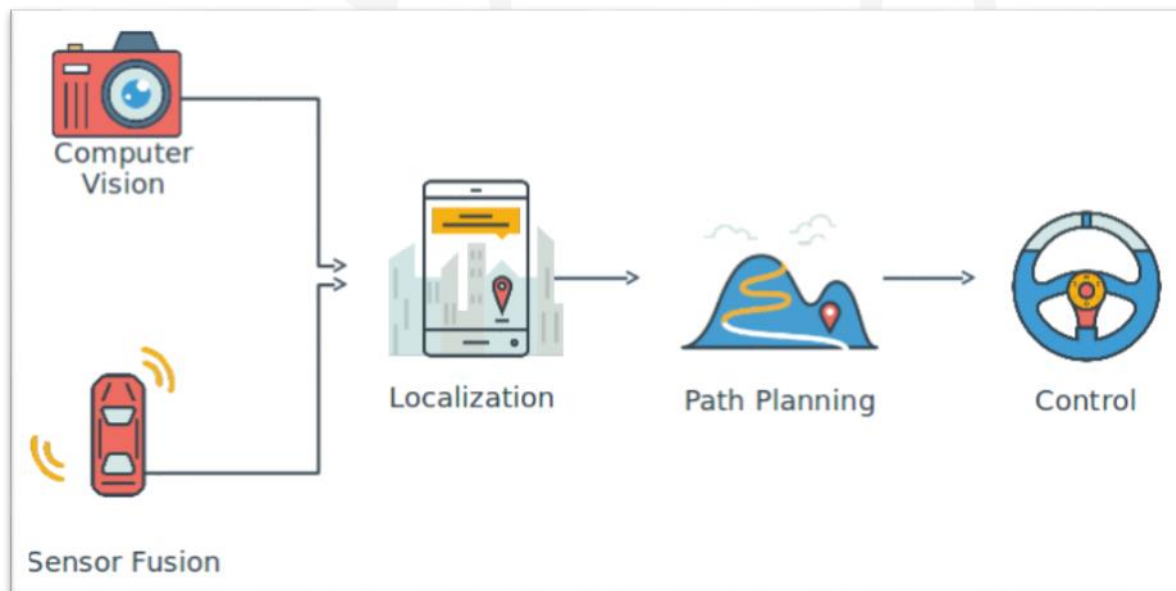 Computer
Vision
Localization
Path Planning
Control
Sensor Fusion